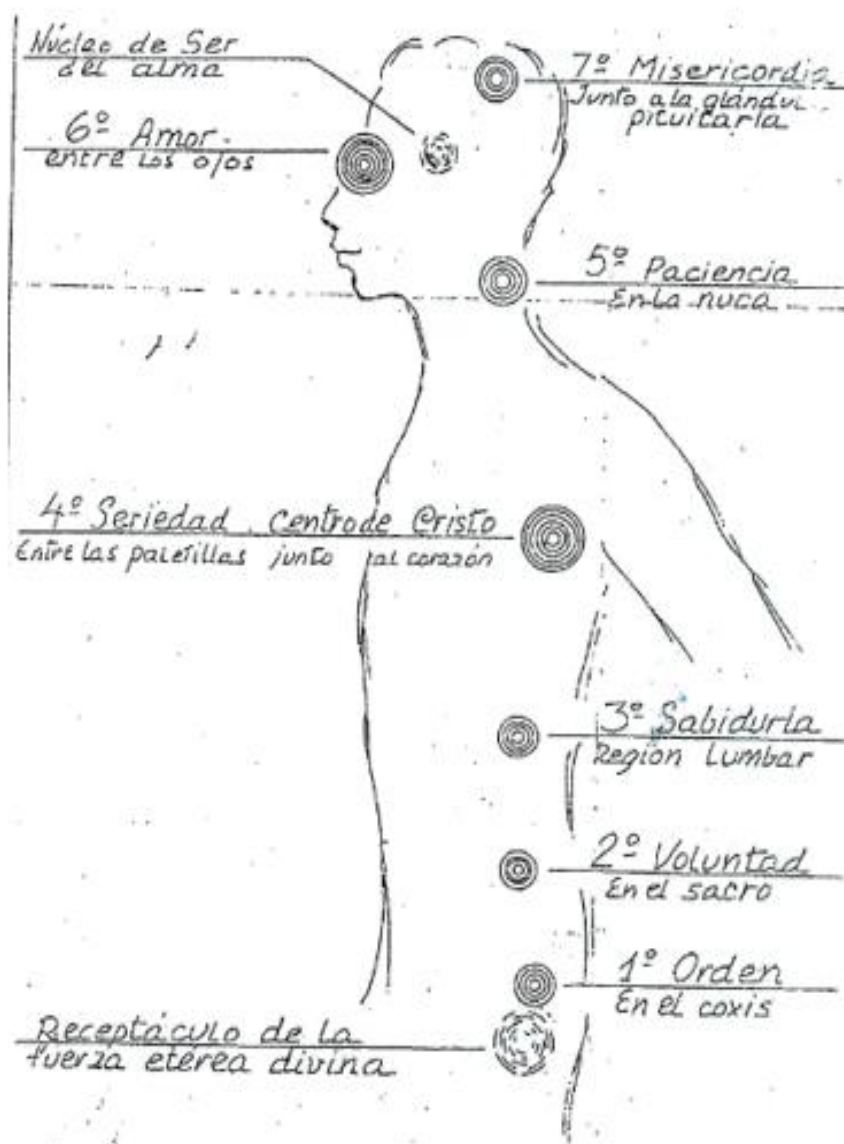 Núcleo de Ser
del alma
7º Misericordia
Junto a la glándul
pituitaria
6º Amor.
entre los ojos
5º Paciencia
En la nuca
4º Seriedad. Centro de Cristo
Entre las paletillas junto al corazón
3º Sabiduría
Región Lumbar
2º Voluntad
En el sacro
1º Orden
En el coxis
Receptáculo de la
fuerza etérea divina